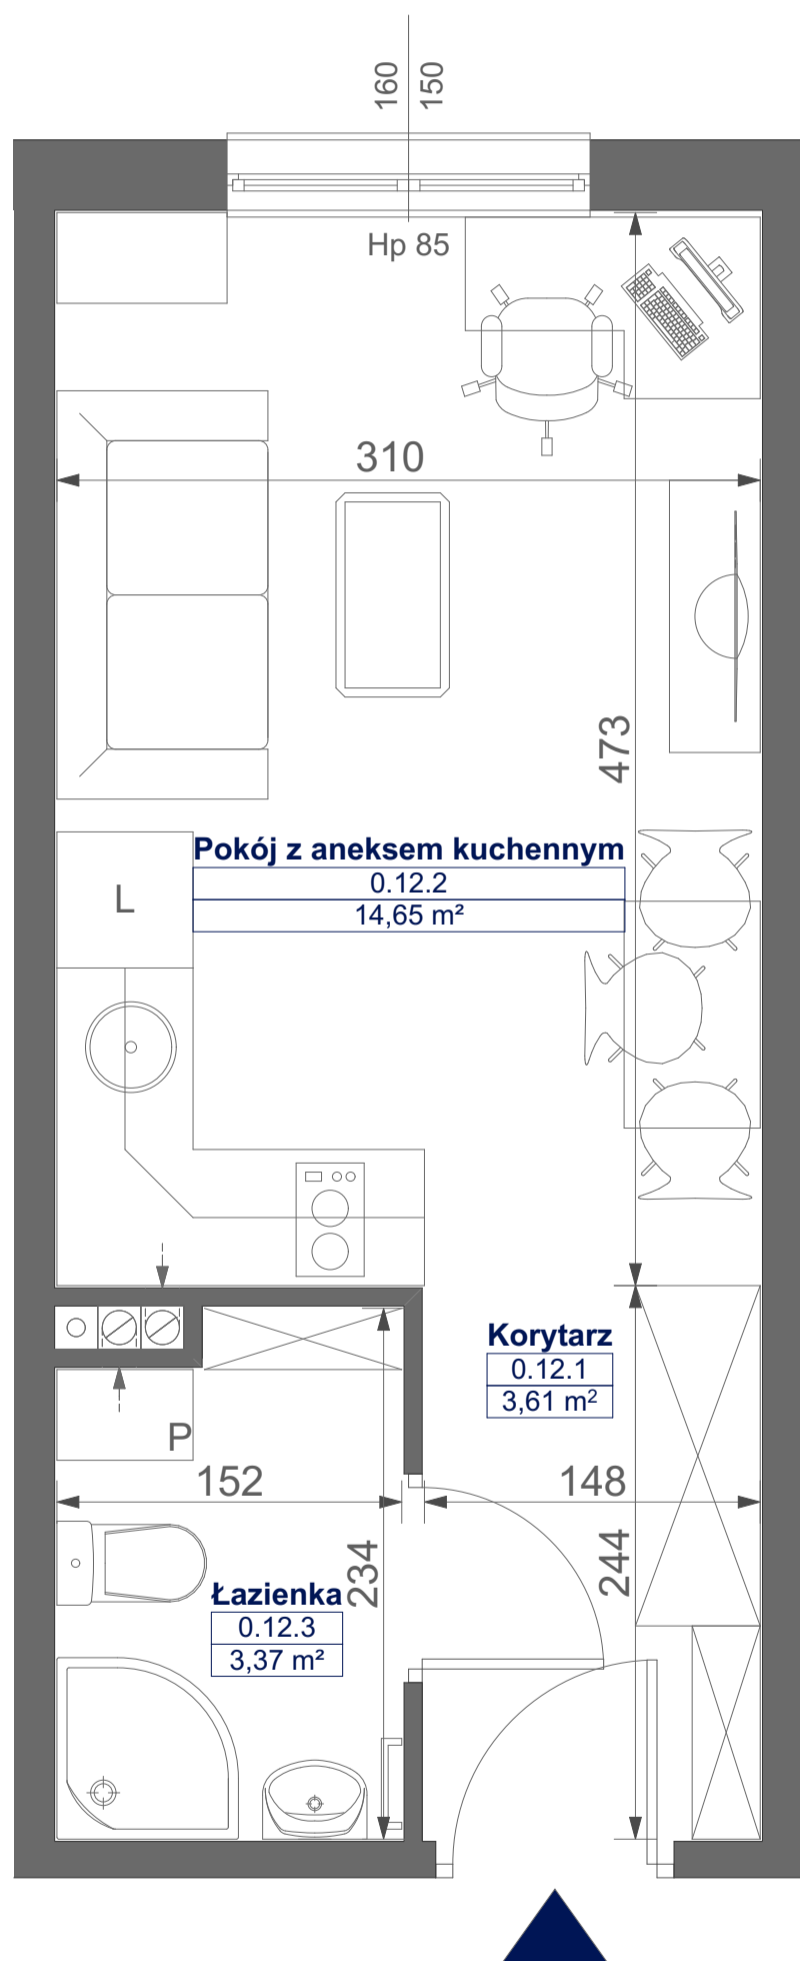 160
150
Hp 85
310
473
Pokój z aneksem kuchennym
0.12.2
14,65 m²
L
Korytarz
0.12.1
3,61 m²
P
152
148
234
244
Łazienka
0.12.3
3,37 m²